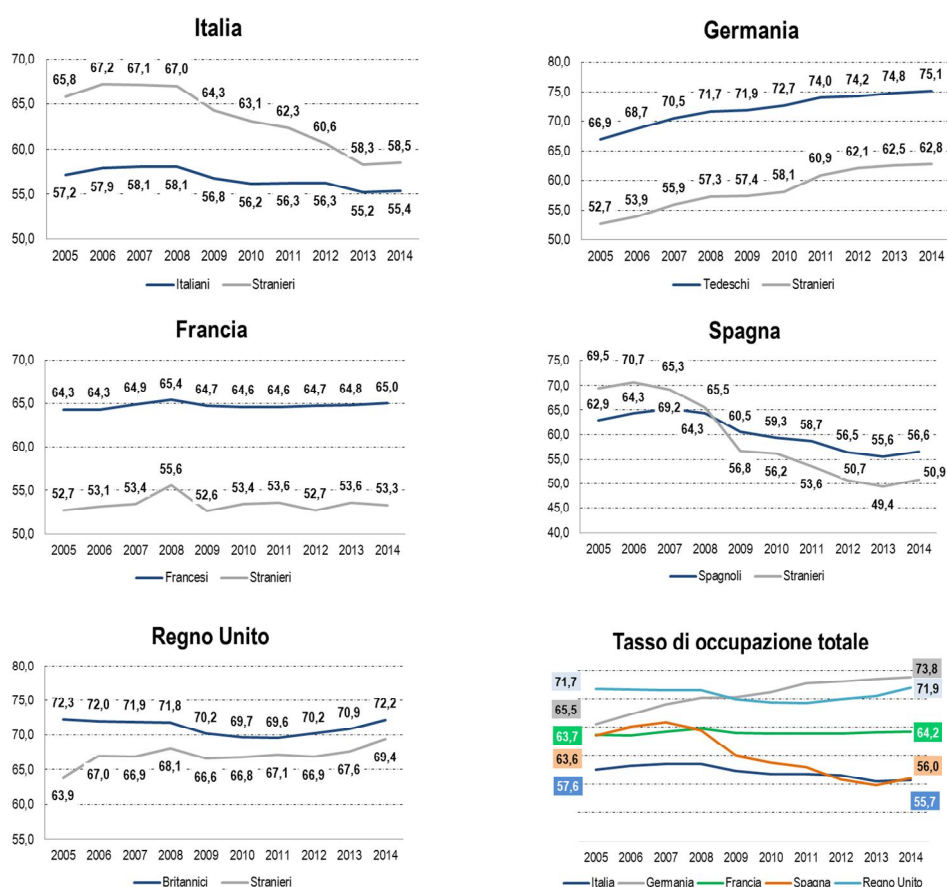 Italia
70,0
65,0
60,0
55,0
50,0
65,8 67,2 67,1 67,0 64,3 63,1 62,3 60,6 58,3 58,5
57,2 57,9 58,1 58,1 56,8 56,2 56,3 56,3 55,2 55,4
2005 2006 2007 2008 2009 2010 2011 2012 2013 2014
Italiani Stranieri
Germania
80,0
75,0
70,0
65,0
60,0
55,0
50,0
66,9 68,7 70,5 71,7 71,9 72,7 74,0 74,2 74,8 75,1
52,7 53,9 55,9 57,3 57,4 58,1 60,9 62,1 62,5 62,8
2005 2006 2007 2008 2009 2010 2011 2012 2013 2014
Tedeschi Stranieri
Francia
70,0
65,0
60,0
55,0
50,0
64,3 64,3 64,9 65,4 64,7 64,6 64,6 64,7 64,8 65,0
52,7 53,1 53,4 55,6 52,6 53,4 53,6 52,7 53,6 53,3
2005 2006 2007 2008 2009 2010 2011 2012 2013 2014
Francesi Stranieri
Spagna
75,0
70,0
65,0
60,0
55,0
50,0
45,0
40,0
69,5 70,7 65,3 65,5 60,5 59,3 58,7 56,5 55,6 56,6
62,9 64,3 69,2 64,3 56,8 56,2 53,6 50,7 49,4 50,9
2005 2006 2007 2008 2009 2010 2011 2012 2013 2014
Spagnoli Stranieri
Regno Unito
80,0
75,0
70,0
65,0
60,0
55,0
72,3 72,0 71,9 71,8 70,2 69,7 69,6 70,2 70,9 72,2
63,9 67,0 66,9 68,1 66,6 66,8 67,1 66,9 67,6 69,4
2005 2006 2007 2008 2009 2010 2011 2012 2013 2014
Britannici Stranieri
Tasso di occupazione totale
71,7
65,5
63,7
63,6
57,6
73,8
71,9
64,2
56,0
55,7
2005 2006 2007 2008 2009 2010 2011 2012 2013 2014
Italia Germania Francia Spagna Regno Unito